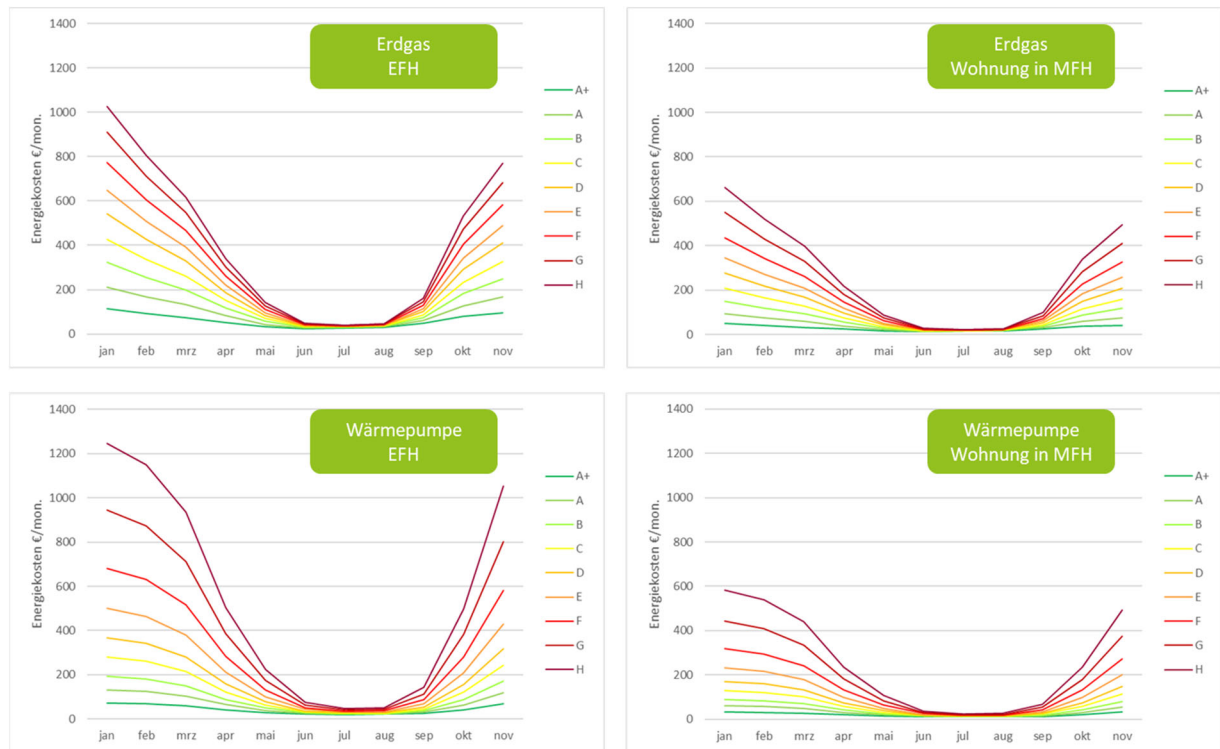 Erdgas
EFH
Energiekosten €/mon.
1400
1200
1000
800
600
400
200
0
jan feb mrz apr mai jun jul aug sep okt nov
A+
A
B
C
D
E
F
G
H
Erdgas
Wohnung in MFH
Energiekosten €/mon.
1400
1200
1000
800
600
400
200
0
jan feb mrz apr mai jun jul aug sep okt nov
A+
A
B
C
D
E
F
G
H
Wärmepumpe
EFH
Energiekosten €/mon.
1400
1200
1000
800
600
400
200
0
jan feb mrz apr mai jun jul aug sep okt nov
A+
A
B
C
D
E
F
G
H
Wärmepumpe
Wohnung in MFH
Energiekosten €/mon.
1400
1200
1000
800
600
400
200
0
jan feb mrz apr mai jun jul aug sep okt nov
A+
A
B
C
D
E
F
G
H